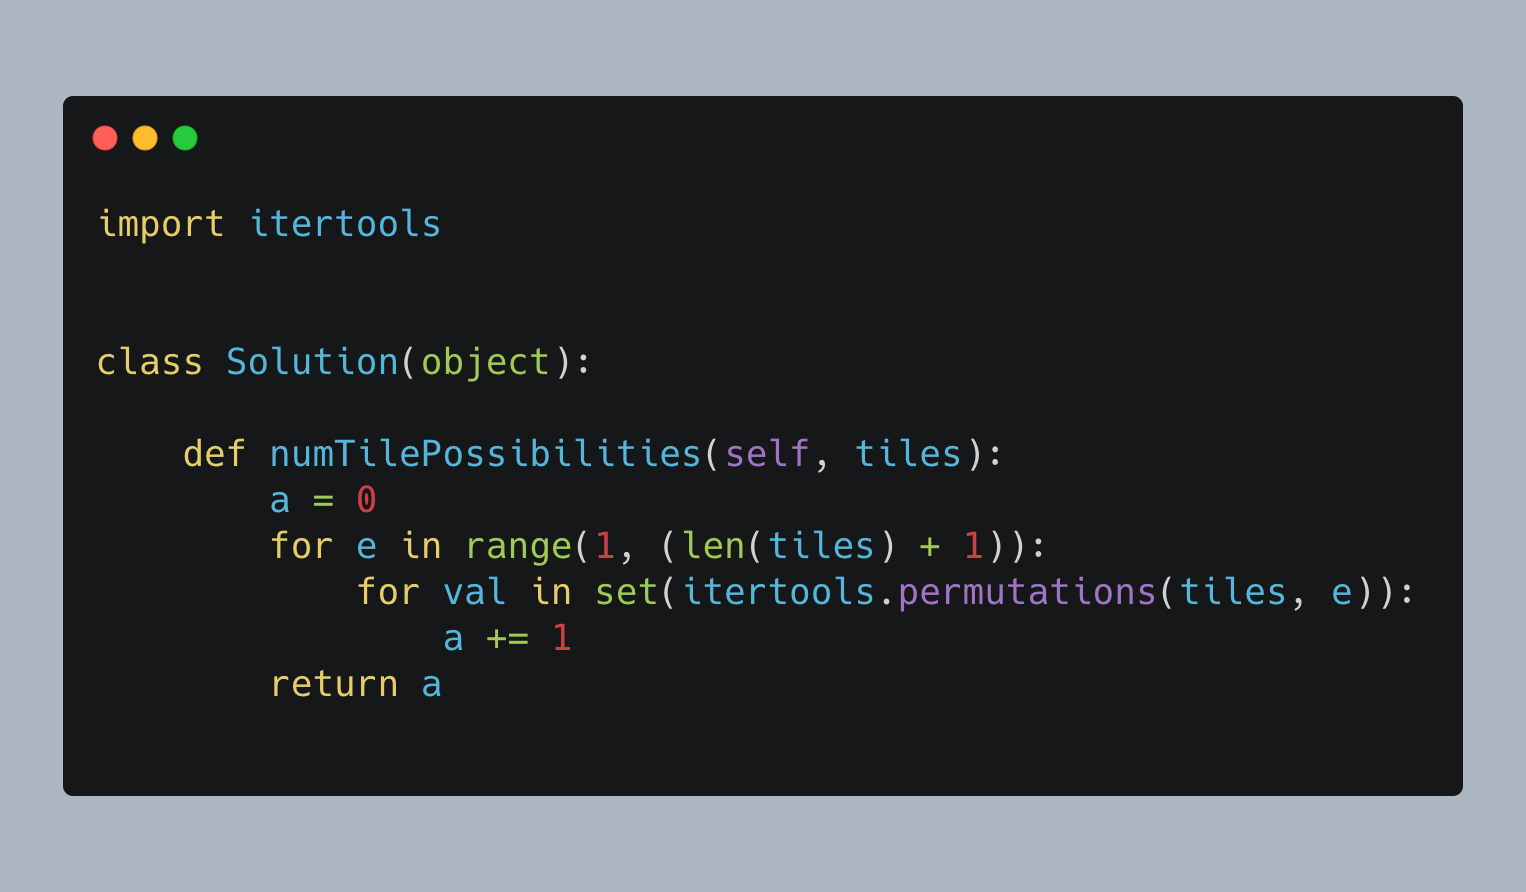 import itertools
class Solution(object):
    def numTilePossibilities(self, tiles):
        a = 0
        for e in range(1, (len(tiles) + 1)):
            for val in set(itertools.permutations(tiles, e)):
                a += 1
        return a